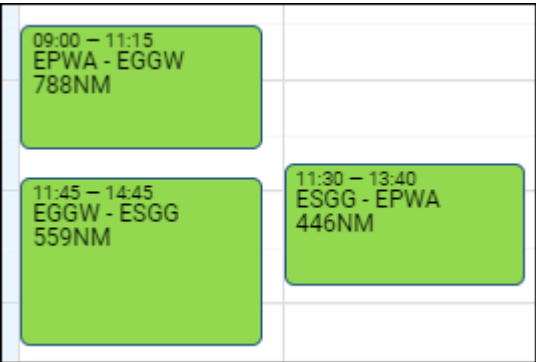 09:00 — 11:15
EPWA - EGGW
788NM
11:45 — 14:45
EGGW - ESGG
559NM
11:30 — 13:40
ESGG - EPWA
446NM